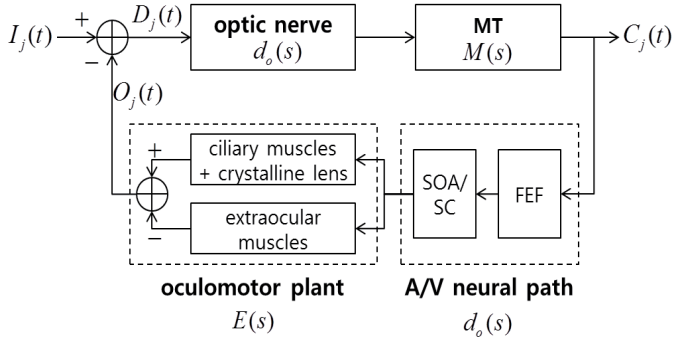 I_j(t)
+
−
D_j(t)
optic nerve
d_o(s)
MT
M(s)
C_j(t)
O_j(t)
+
−
ciliary muscles
+ crystalline lens
extraocular
muscles
SOA/
SC
FEF
oculomotor plant
E(s)
A/V neural path
d_o(s)